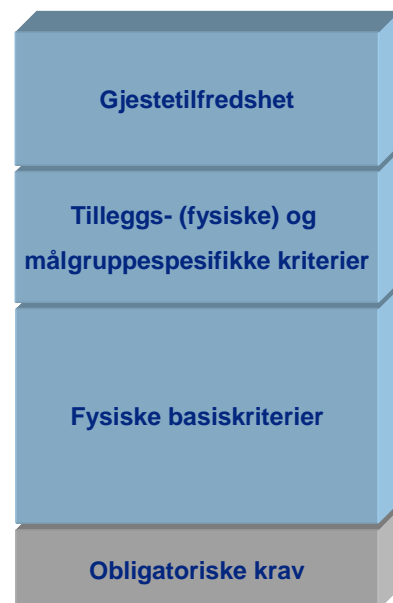 Gjestetilfredshet
Tilleggs- (fysiske) og
målgruppespesifikke kriterier
Fysiske basiskriterier
Obligatoriske krav